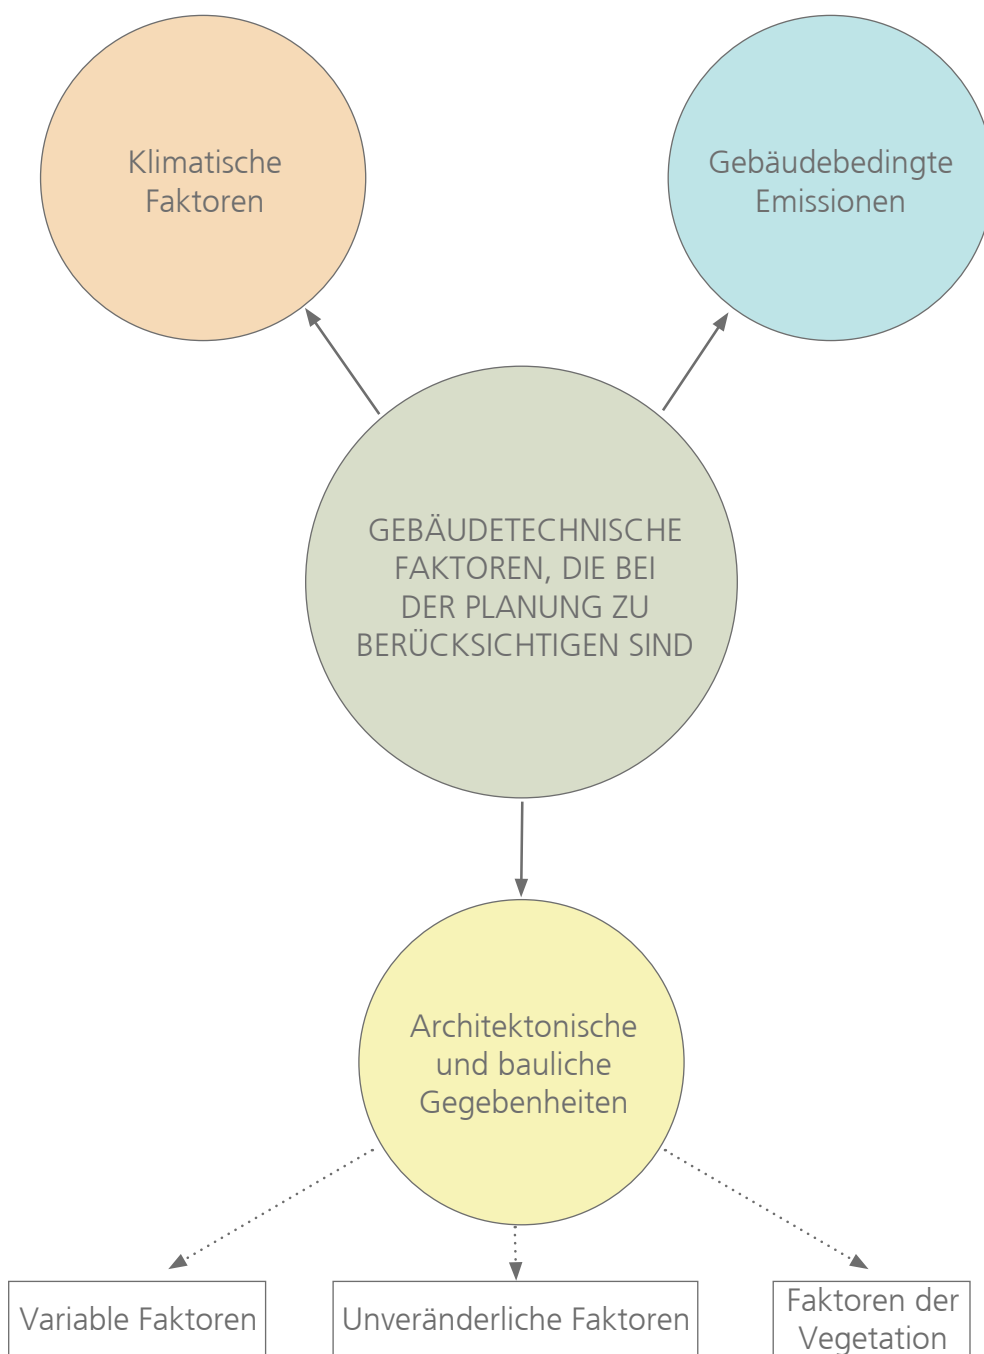 Klimatische
Faktoren
Gebäudebedingte
Emissionen
GEBÄUDETECHNISCHE
FAKTOREN, DIE BEI
DER PLANUNG ZU
BERÜCKSICHTIGEN SIND
Architektonische
und bauliche
Gegebenheiten
Variable Faktoren
Unveränderliche Faktoren
Faktoren der
Vegetation